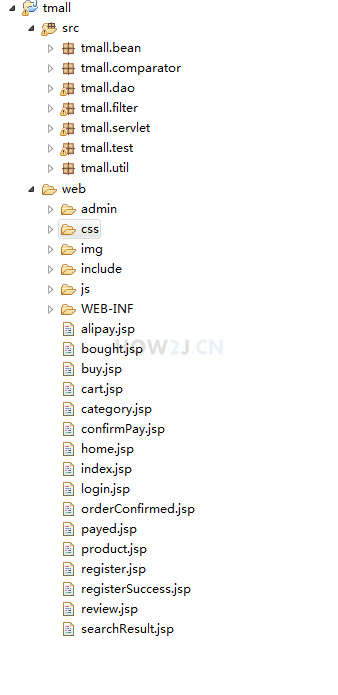 tmall
src
tmall.bean
tmall.comparator
tmall.dao
tmall.filter
tmall.servlet
tmall.test
tmall.util
web
admin
css
img
include
js
WEB-INF
alipay.jsp
bought.jsp
HOW2J.CN
buy.jsp
cart.jsp
category.jsp
confirmPay.jsp
home.jsp
index.jsp
login.jsp
orderConfirmed.jsp
payed.jsp
product.jsp
register.jsp
registerSuccess.jsp
review.jsp
searchResult.jsp